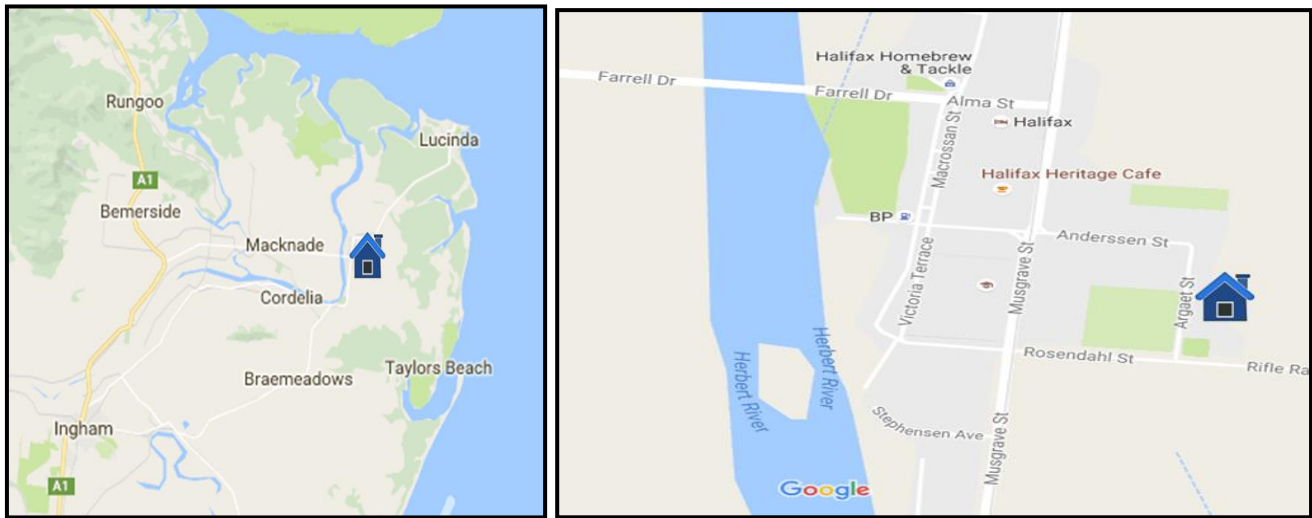 Rungoo
Lucinda
A1
Bemerside
Macknade
Cordelia
Taylors Beach
Braemeadows
Ingham
A1
Halifax Homebrew
& Tackle
Farrell Dr
Farrell Dr
Alma St
Halifax
Macrossan St
Halifax Heritage Cafe
BP
Anderssen St
Musgrave St
Victoria Terrace
Argaet St
Herbert River
Herbert River
Rosendahl St
Rifle Ra
Stephensen Ave
Musgrave St
Google